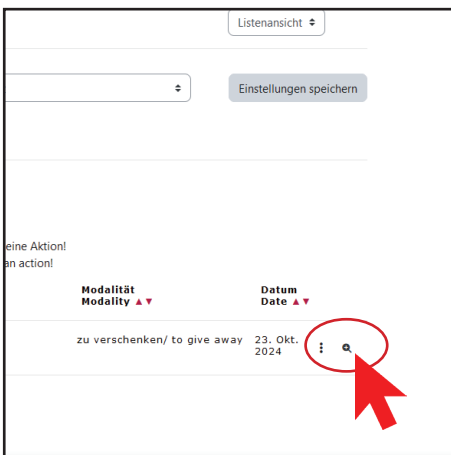 Listenansicht
Einstellungen speichern
eine Aktion!
an action!
Modalität
Modality ▲▼
Datum
Date ▲▼
zu verschenken/ to give away
23. Okt.
2024